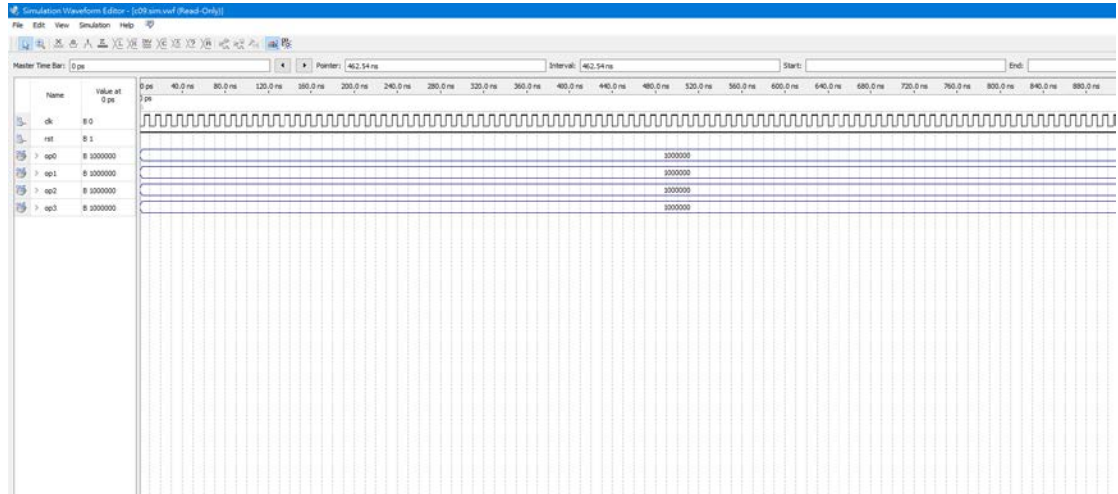 Simulation Waveform Editor - [c09.sim.vwf (Read-Only)]
File Edit View Simulation Help
Master Time Bar: 0 ps Pointer: 462.54 ns Interval: 462.54 ns Start: End:
Name Value at 0 ps
0 ps 40.0 ns 80.0 ns 120.0 ns 160.0 ns 200.0 ns 240.0 ns 280.0 ns 320.0 ns 360.0 ns 400.0 ns 440.0 ns 480.0 ns 520.0 ns 560.0 ns 600.0 ns 640.0 ns 680.0 ns 720.0 ns 760.0 ns 800.0 ns 840.0 ns 880.0 ns
0 ps
clk B 0
rst B 1
op0 B 1000000 1000000
op1 B 1000000 1000000
op2 B 1000000 1000000
op3 B 1000000 1000000